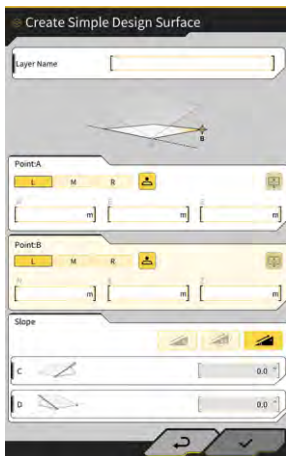 Create Simple Design Surface
Layer Name
B
Point:A
L M R
E Z
m m m
Point:B
L M R
N E Z
m m m
Slope
C 0.0 °
D 0.0 °